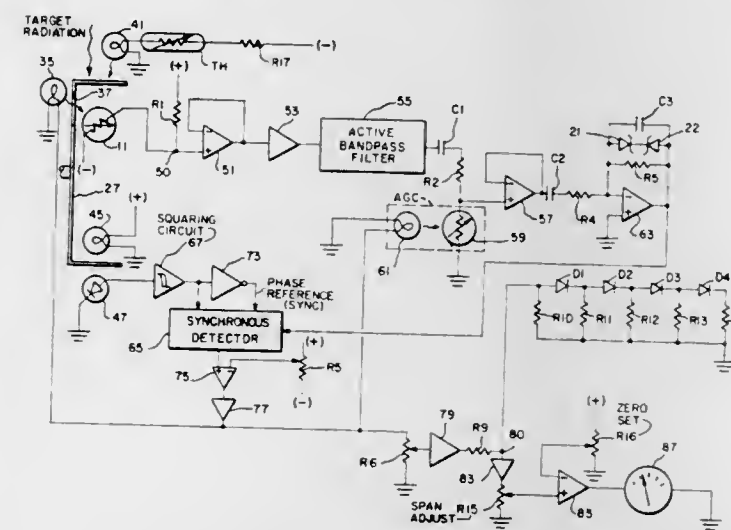 TARGET
RADIATION
41
TH
R17
(-)
35
37
(+)
R1
11
(-)
50
51
53
55
ACTIVE
BANDPASS
FILTER
C1
R2
AGC
61
59
57
C2
R4
C3
21
22
R5
63
27
45
(+)
SQUARING
CIRCUIT
67
73
47
PHASE
REFERENCE
(SYNC)
SYNCHRONOUS
DETECTOR
65
(+)
R5
(-)
75
77
D1
D2
D3
D4
R10
R11
R12
R13
R6
79
R9
80
83
SPAN
ADJUST
R15
(+)
ZERO
SET
R16
85
87